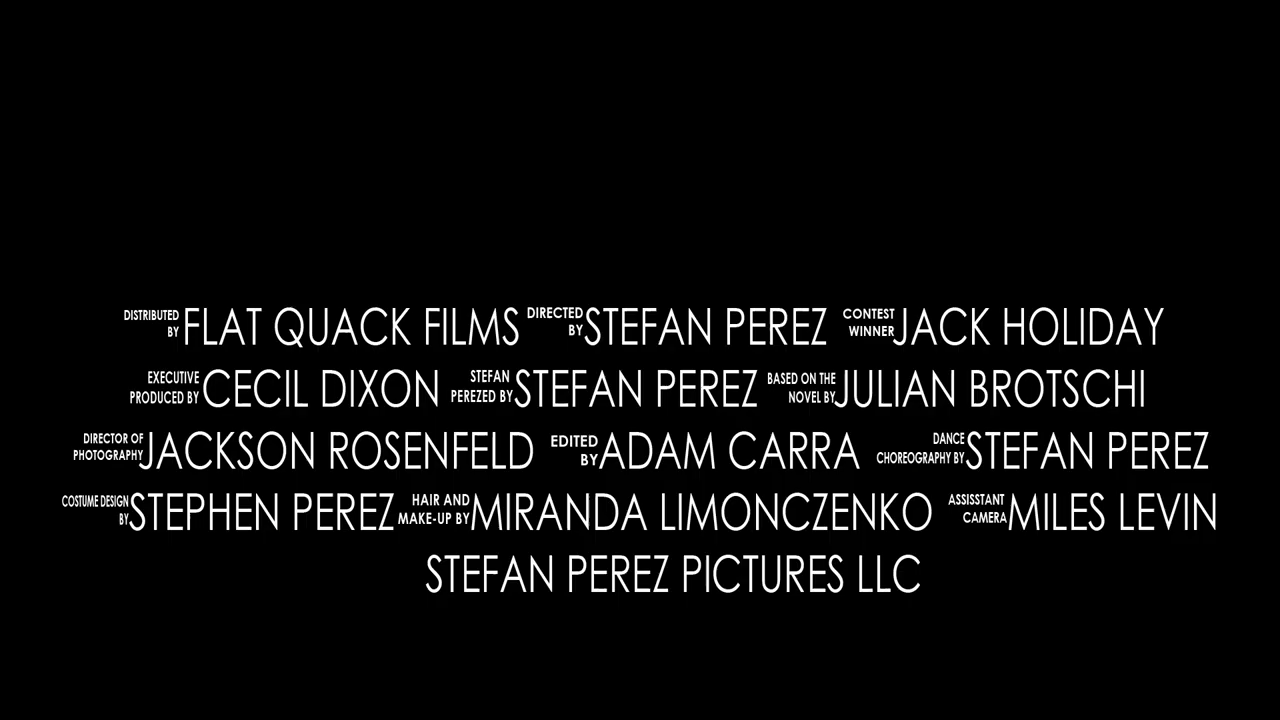 DISTRIBUTED BY FLAT QUACK FILMS DIRECTED BY STEFAN PEREZ CONTEST WINNER JACK HOLIDAY
EXECUTIVE PRODUCED BY CECIL DIXON STEFAN PEREZED BY STEFAN PEREZ BASED ON THE NOVEL BY JULIAN BROTSCHI
DIRECTOR OF PHOTOGRAPHY JACKSON ROSENFELD EDITED BY ADAM CARRA DANCE CHOREOGRAPHY BY STEFAN PEREZ
COSTUME DESIGN BY STEPHEN PEREZ HAIR AND MAKE-UP BY MIRANDA LIMONCZENKO ASSISSTANT CAMERA MILES LEVIN
STEFAN PEREZ PICTURES LLC